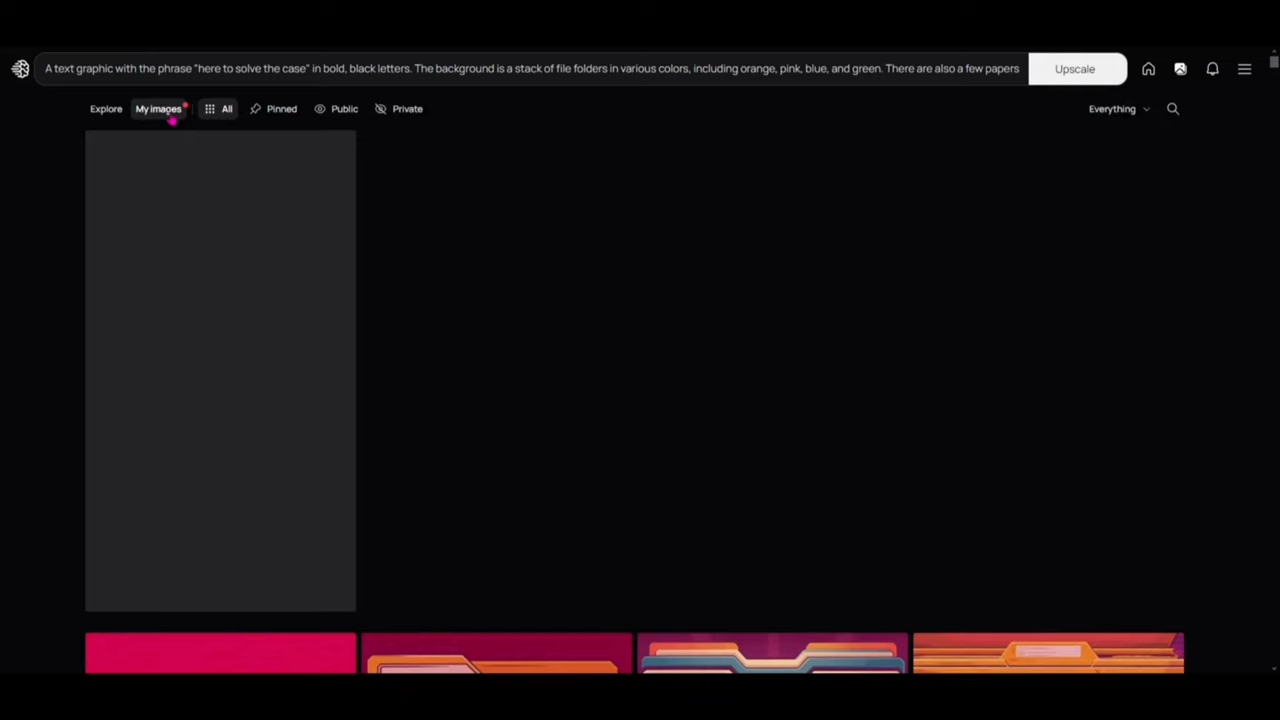 A text graphic with the phrase "here to solve the case" in bold, black letters. The background is a stack of file folders in various colors, including orange, pink, blue, and green. There are also a few papers
Upscale
Explore
My images
All
Pinned
Public
Private
Everything